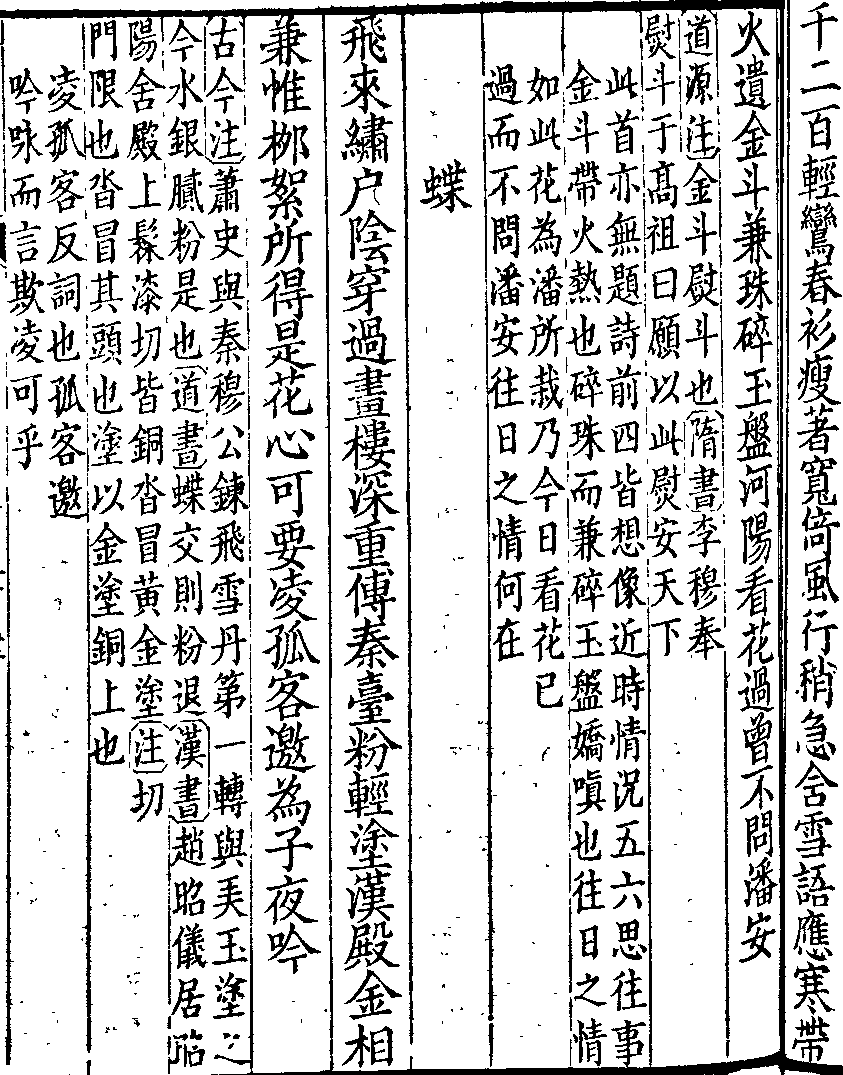 千二百輕鸞春衫瘦著寬倚風行稍急含雪語應寒帶
火遺金斗兼珠碎玉盤河陽看花過曾不問潘安
道源注金斗熨斗也隋書李穆奉
熨斗于髙祖曰願以此熨安天下
此首亦無題詩前四皆想像近時情況五六思往事
金斗帶火熱也碎珠而兼碎玉盤嬌嗔也往日之情
如此花為潘所栽乃今日看花已
過而不問潘安往日之情何在
蝶
飛來繡户陰穿過畫樓深重傅秦臺粉輕塗漢殿金相
兼惟栁絮所得是花心可要凌孤客邀為子夜吟
古今注蕭史與秦穆公鍊飛雪丹第一轉與美玉塗之
今水銀膩粉是也道書蝶交則粉退漢書趙昭儀居昭
陽舍殿上髹漆切皆銅沓冒黄金塗注切
門限也沓冒其頭也塗以金塗銅上也
凌孤客反詞也孤客邀
吟咏而言欺凌可乎